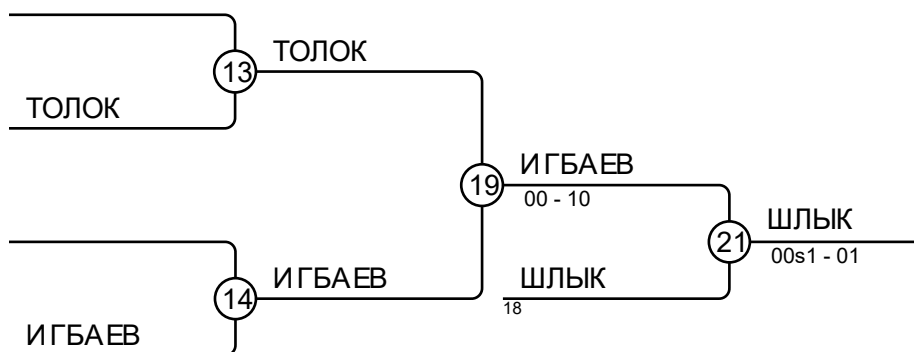 ТОЛОК
13
ТОЛОК
ИГБАЕВ
19
00 - 10
ШЛЫК
21
00s1 - 01
ИГБАЕВ
14
ШЛЫК
18
ИГБАЕВ